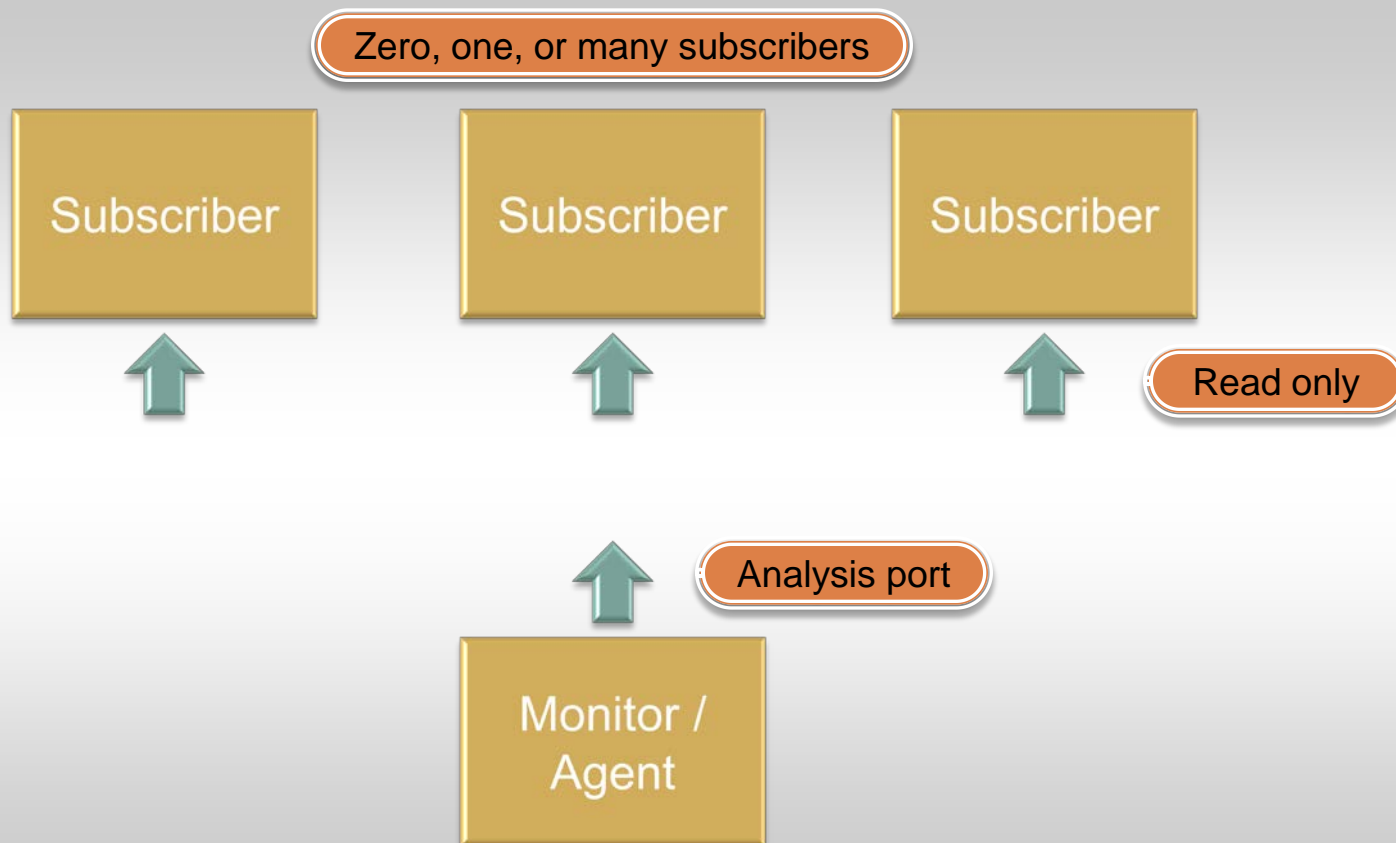 Zero, one, or many subscribers
Subscriber
Subscriber
Subscriber
Read only
Analysis port
Monitor /
Agent